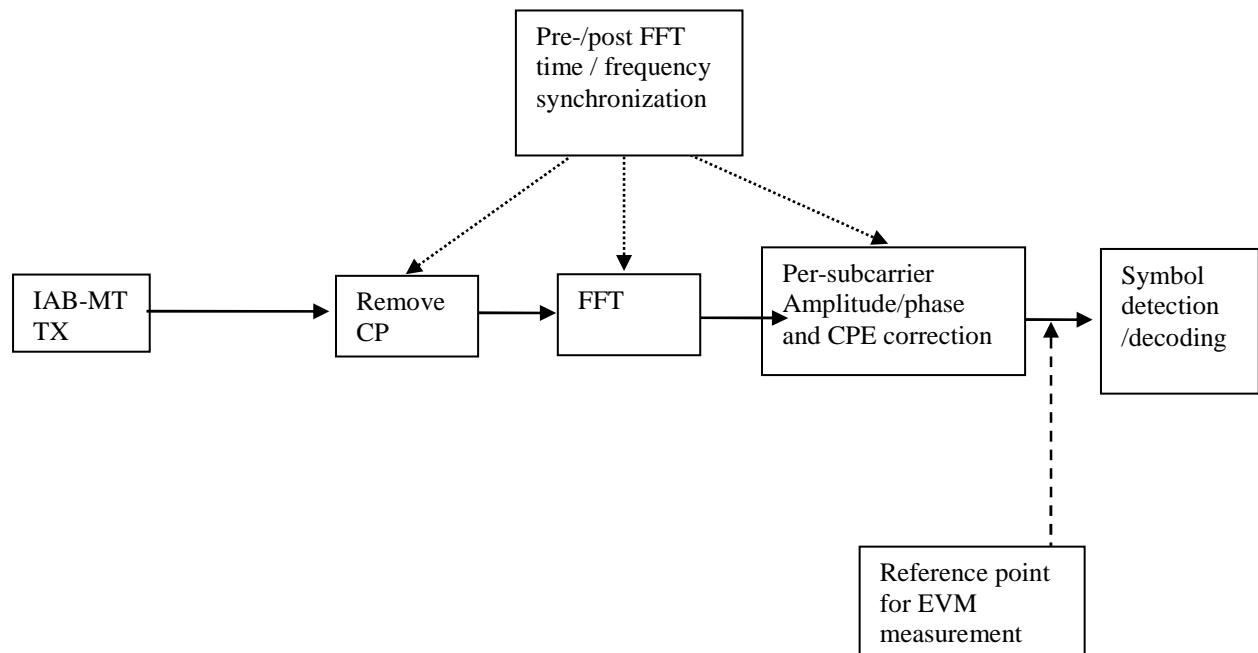 Pre-/post FFT
time / frequency
synchronization
IAB-MT
TX
Remove
CP
FFT
Per-subcarrier
Amplitude/phase
and CPE correction
Symbol
detection
/decoding
Reference point
for EVM
measurement